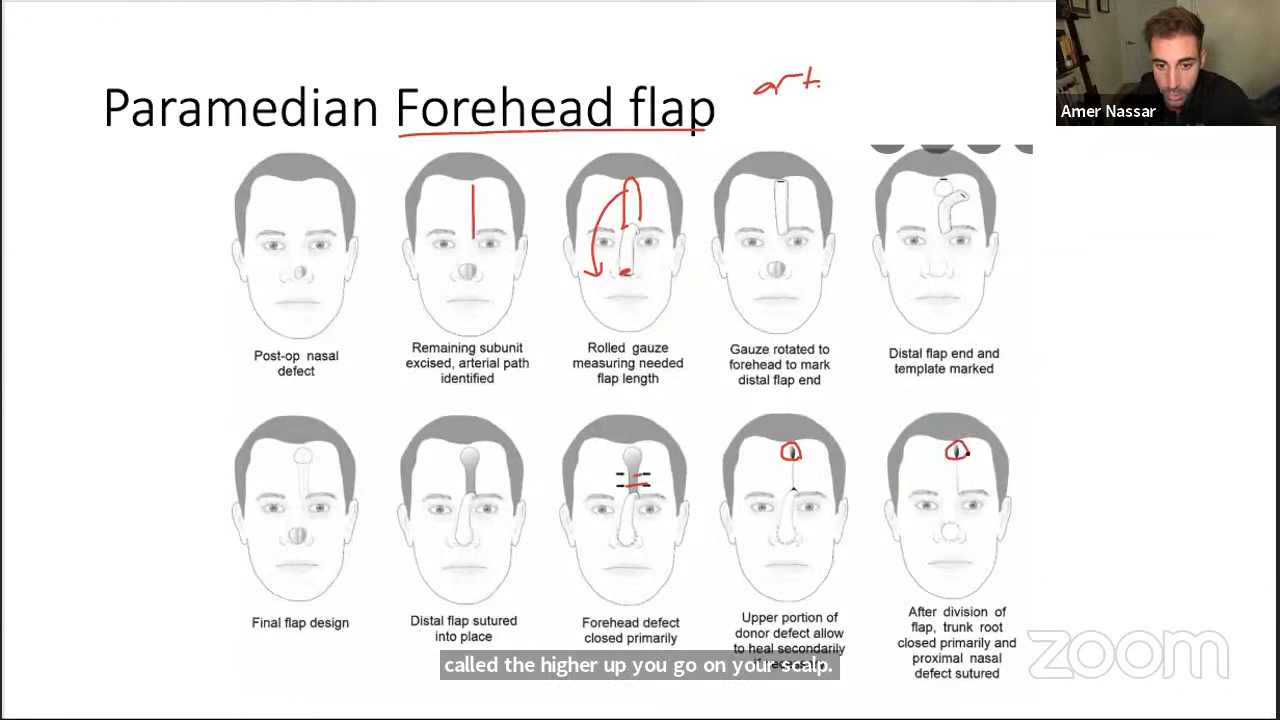 Paramedian Forehead flap
art.
Amer Nassar
Post-op nasal
defect
Remaining subunit
excised, arterial path
identified
Rolled gauze
measuring needed
flap length
Gauze rotated to
forehead to mark
distal flap end
Distal flap end and
template marked
Final flap design
Distal flap sutured
into place
Forehead defect
closed primarily
Upper portion of
donor defect allow
to heal secondarily
After division of
flap, trunk root
closed primarily and
proximal nasal
defect sutured
called the higher up you go on your scalp.
zoom